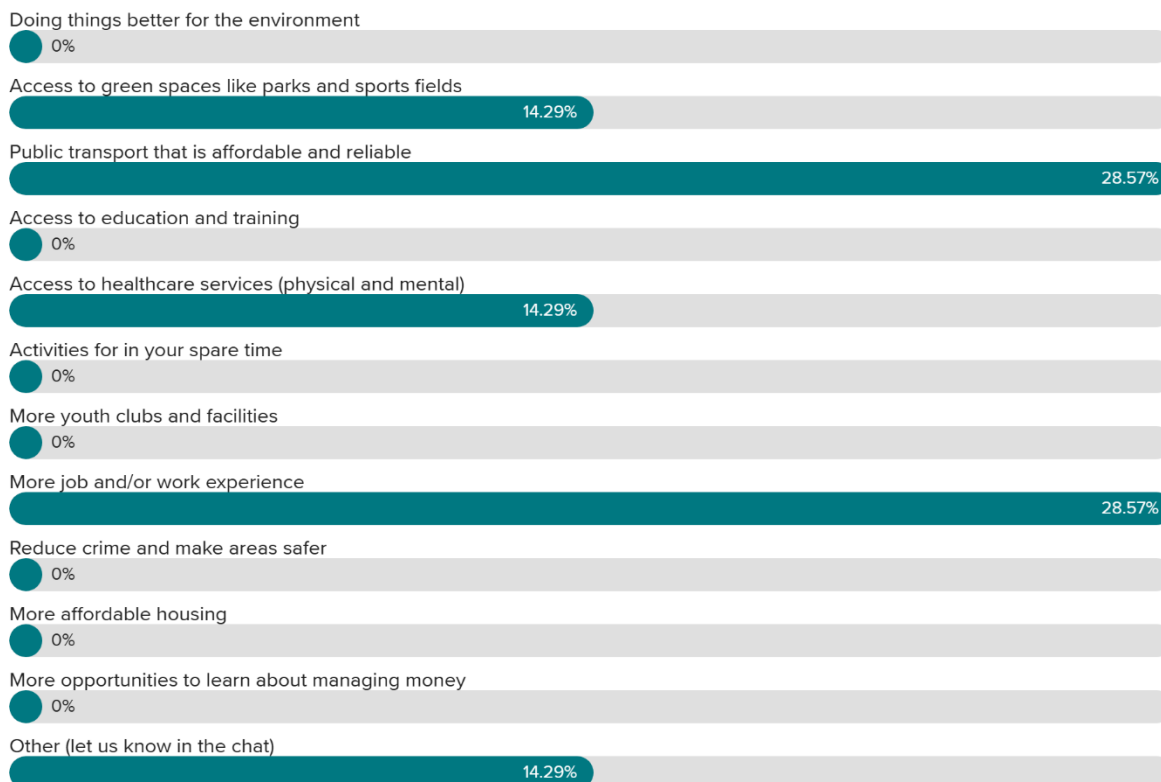 Doing things better for the environment
0%
Access to green spaces like parks and sports fields
14.29%
Public transport that is affordable and reliable
28.57%
Access to education and training
0%
Access to healthcare services (physical and mental)
14.29%
Activities for in your spare time
0%
More youth clubs and facilities
0%
More job and/or work experience
28.57%
Reduce crime and make areas safer
0%
More affordable housing
0%
More opportunities to learn about managing money
0%
Other (let us know in the chat)
14.29%